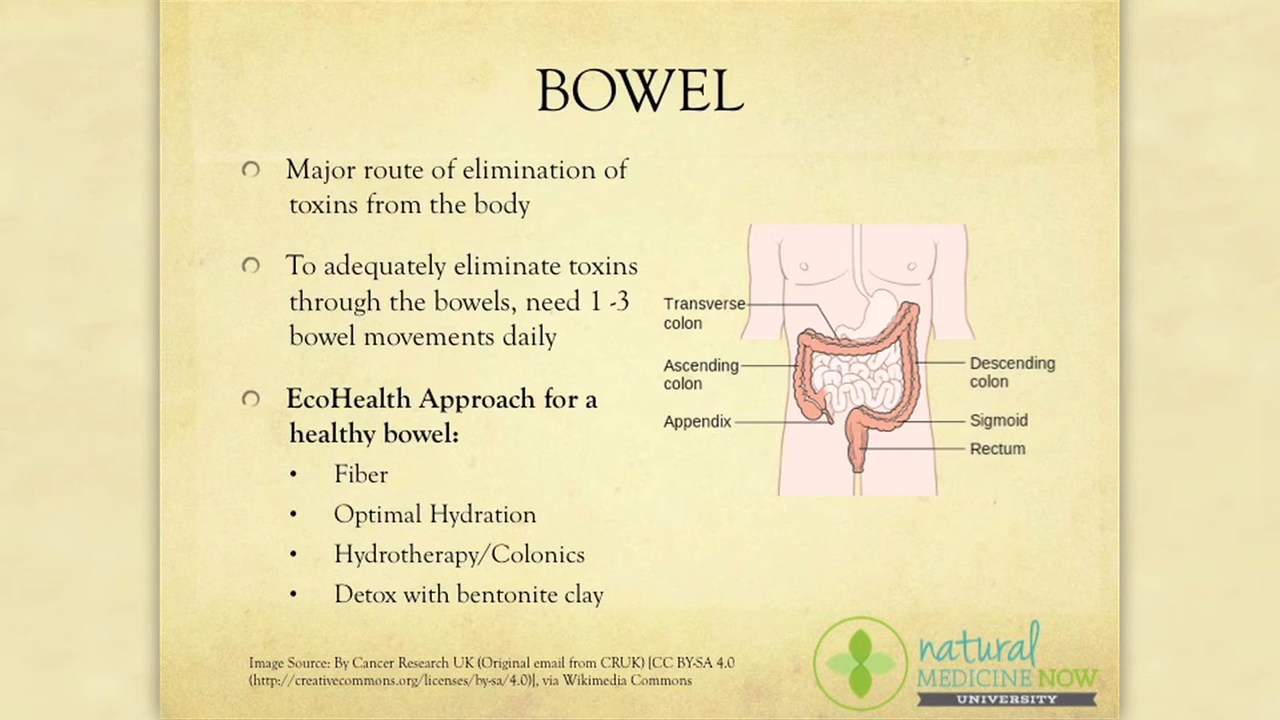 BOWEL
Major route of elimination of
toxins from the body
To adequately eliminate toxins
through the bowels, need 1 -3
bowel movements daily
EcoHealth Approach for a
healthy bowel:
• Fiber
• Optimal Hydration
• Hydrotherapy/Colonics
• Detox with bentonite clay
Transverse
colon
Ascending
colon
Appendix
Descending
colon
Sigmoid
Rectum
Image Source: By Cancer Research UK (Original email from CRUK) [CC BY-SA 4.0
(http://creativecommons.org/licenses/by-sa/4.0)], via Wikimedia Commons
natural
MEDICINE NOW
UNIVERSITY